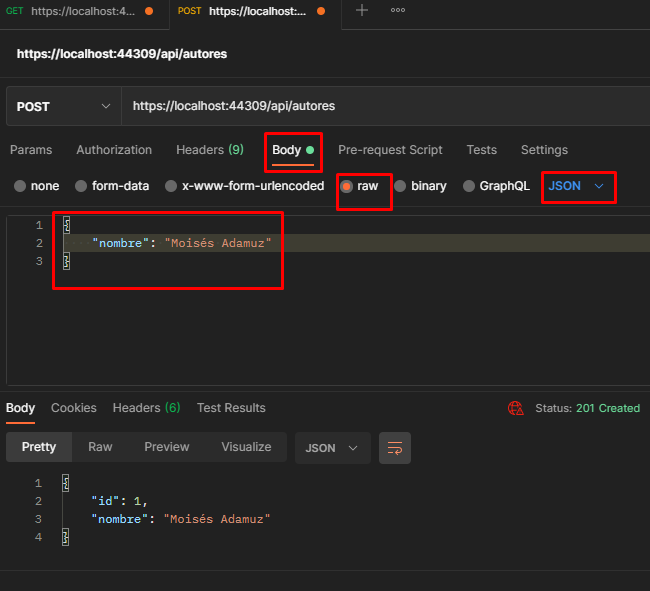 GET https://localhost:4... POST https://localhost:... + ooo
https://localhost:44309/api/autores
POST https://localhost:44309/api/autores
Params Authorization Headers (9) Body Pre-request Script Tests Settings
none form-data x-www-form-urlencoded raw binary GraphQL JSON
1 {
2 "nombre": "Moisés Adamuz"
3 }
Body Cookies Headers (6) Test Results Status: 201 Created
Pretty Raw Preview Visualize JSON
1 {
2 "id": 1,
3 "nombre": "Moisés Adamuz"
4 }